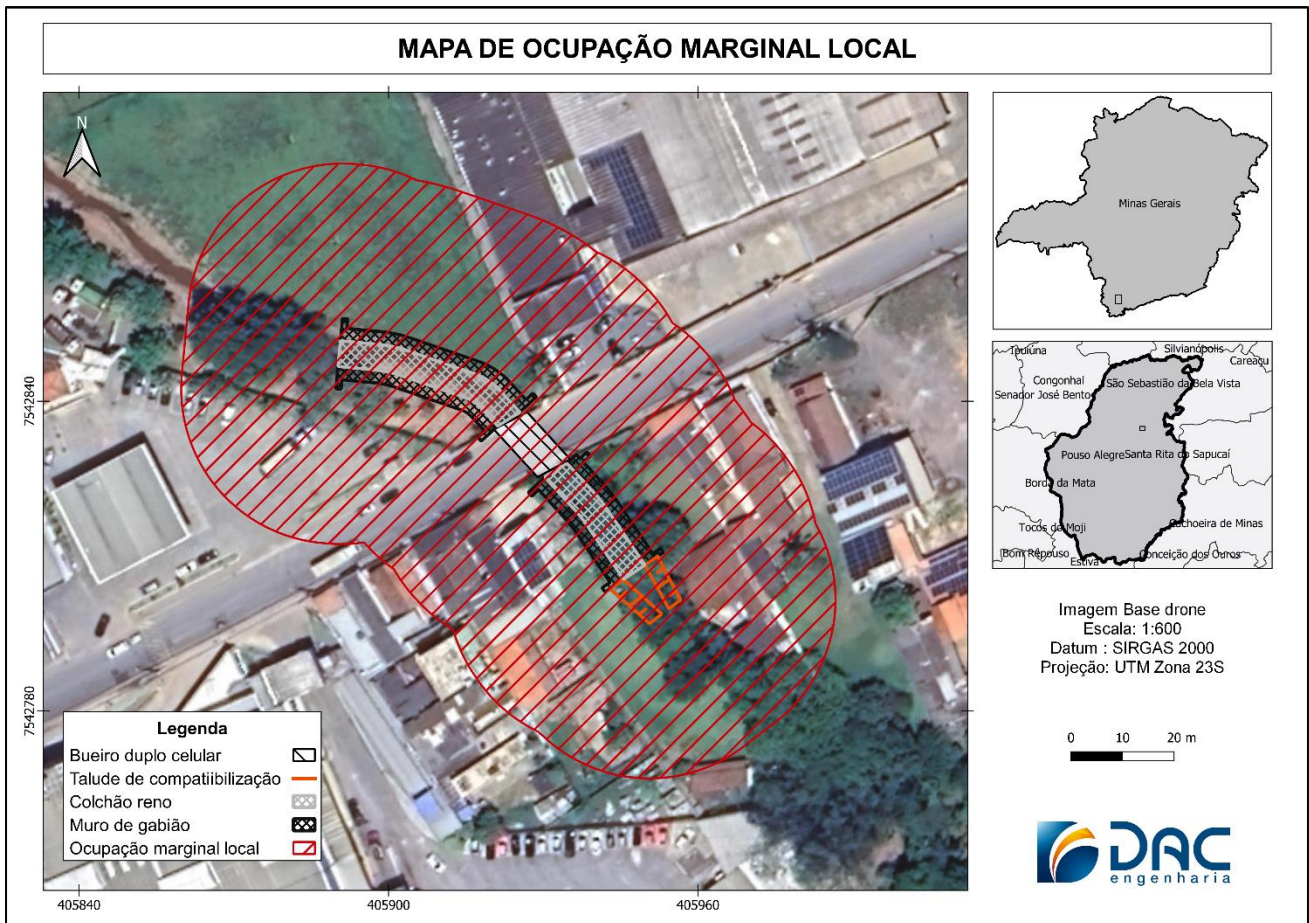 MAPA DE OCUPAÇÃO MARGINAL LOCAL
N
7542840
7542780
405840
405900
405960
Legenda
Bueiro duplo celular
Talude de compatiibilização
Colchão reno
Muro de gabião
Ocupação marginal local
Minas Gerais
Ipuiuna
Silvianópolis
Careaçu
Congonhal
São Sebastião da Bela Vista
Senador José Bento
Pouso Alegre
Santa Rita do Sapucaí
Borda da Mata
Tocos do Moji
Cachoeira de Minas
Bom Repouso
Conceição dos Ouros
Estiva
Imagem Base drone
Escala: 1:600
Datum : SIRGAS 2000
Projeção: UTM Zona 23S
0 10 20 m
DAC
engenharia